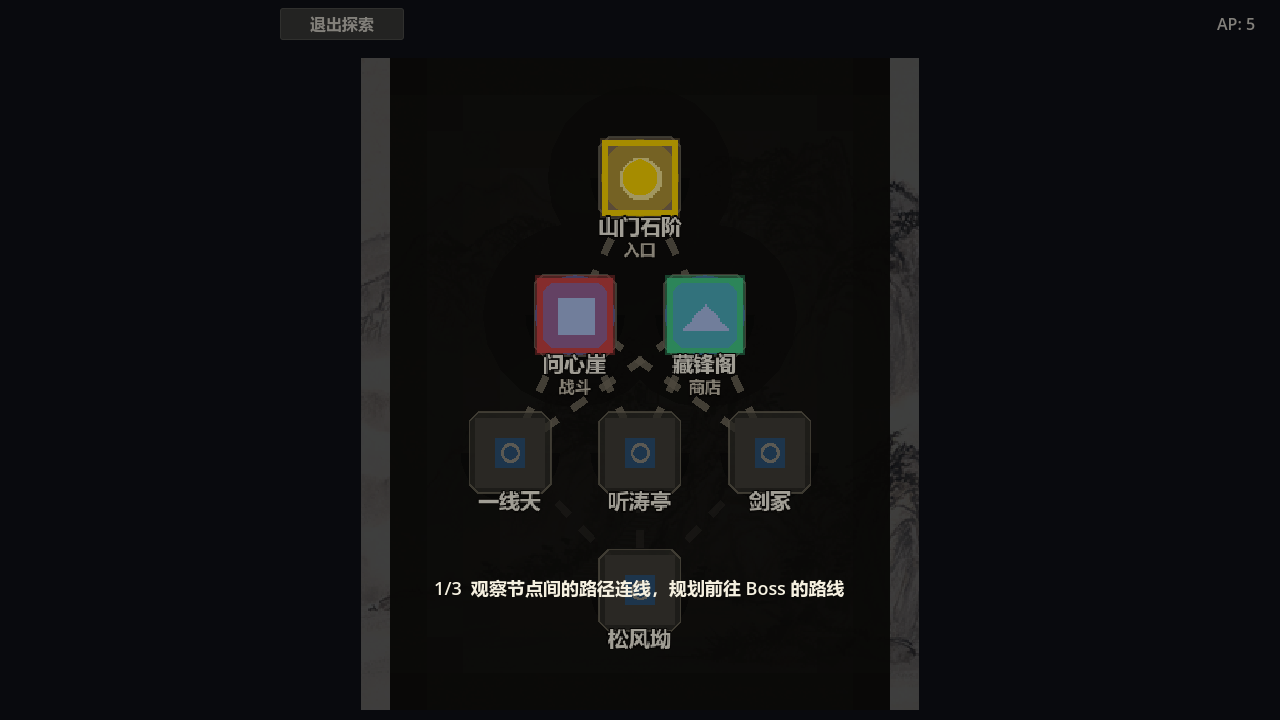 退出探索
AP: 5
山门石阶
入口
问心崖
藏锋阁
战斗
商店
一线天
听涛亭
剑冢
1/3 观察节点间的路径连线，规划前往 Boss 的路线
松风坳